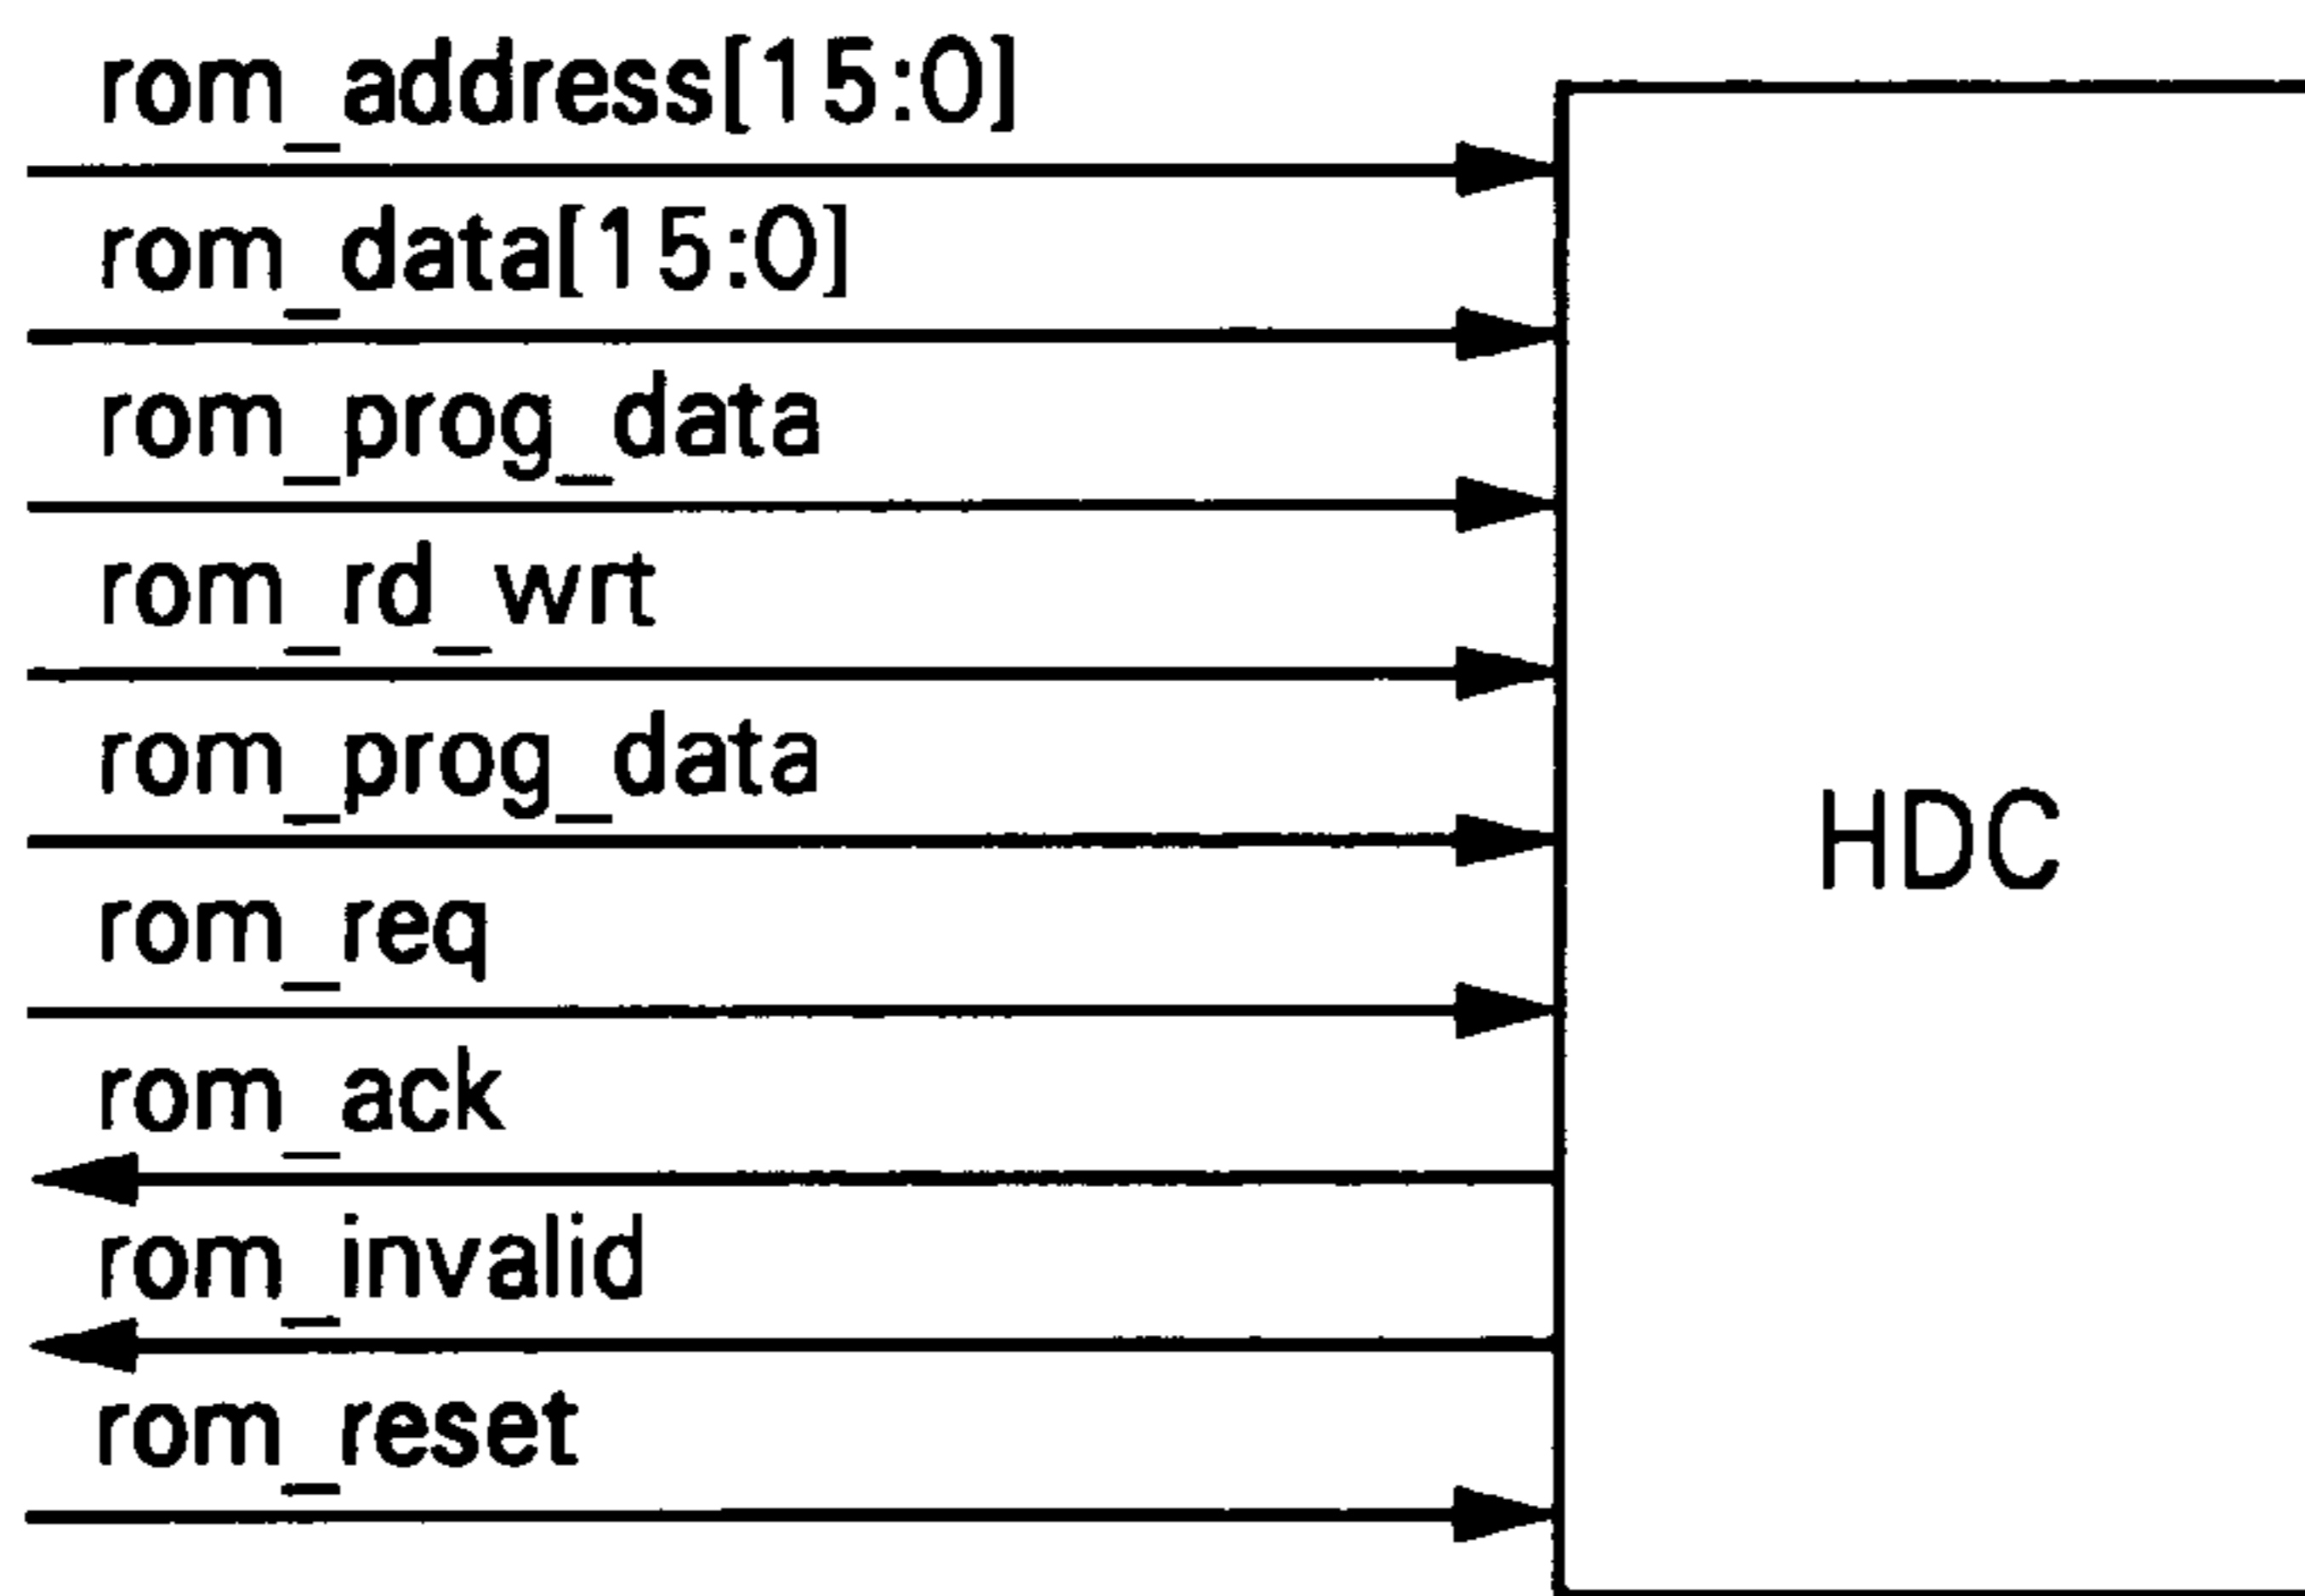 rom_address[15:0]
rom_data[15:0]
rom_prog_data
rom_rd_wrt
rom_prog_data
HDC
rom_req
rom_ack
rom_invalid
rom_reset